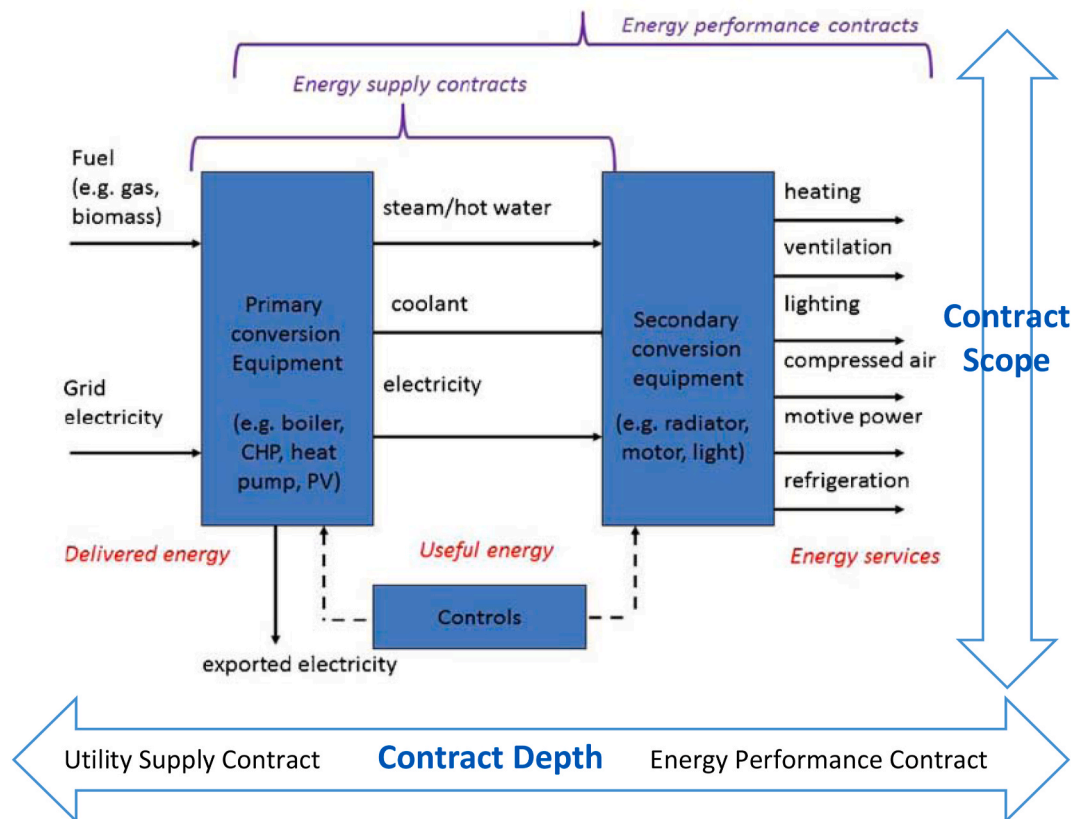 Energy performance contracts
Energy supply contracts
Fuel
(e.g. gas,
biomass)
steam/hot water
heating
ventilation
Primary
conversion
Equipment
coolant
Secondary
conversion
equipment
lighting
Contract
Scope
compressed air
Grid
electricity
electricity
(e.g. boiler,
CHP, heat
pump, PV)
(e.g. radiator,
motor, light)
motive power
refrigeration
Delivered energy
Useful energy
Energy services
Controls
exported electricity
Utility Supply Contract
Contract Depth
Energy Performance Contract